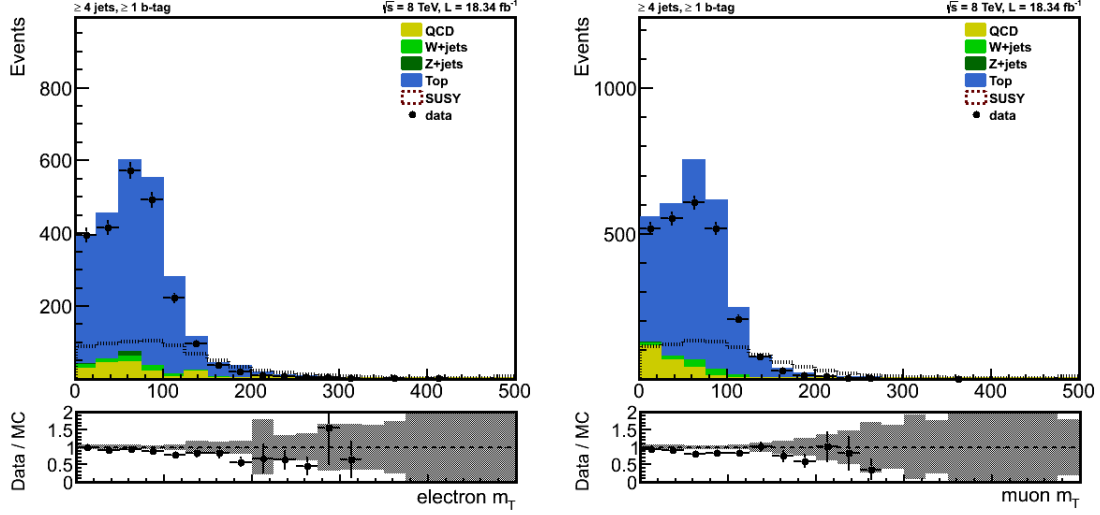 ≥ 4 jets, ≥ 1 b-tag
√s = 8 TeV, L = 18.34 fb⁻¹
Events
800
600
400
200
QCD
W+jets
Z+jets
Top
SUSY
data
0 100 200 300 400 500
Data / MC
2
1.5
1
0.5
0
electron m_T
≥ 4 jets, ≥ 1 b-tag
√s = 8 TeV, L = 18.34 fb⁻¹
Events
1000
500
QCD
W+jets
Z+jets
Top
SUSY
data
0 100 200 300 400 500
Data / MC
2
1.5
1
0.5
0
muon m_T